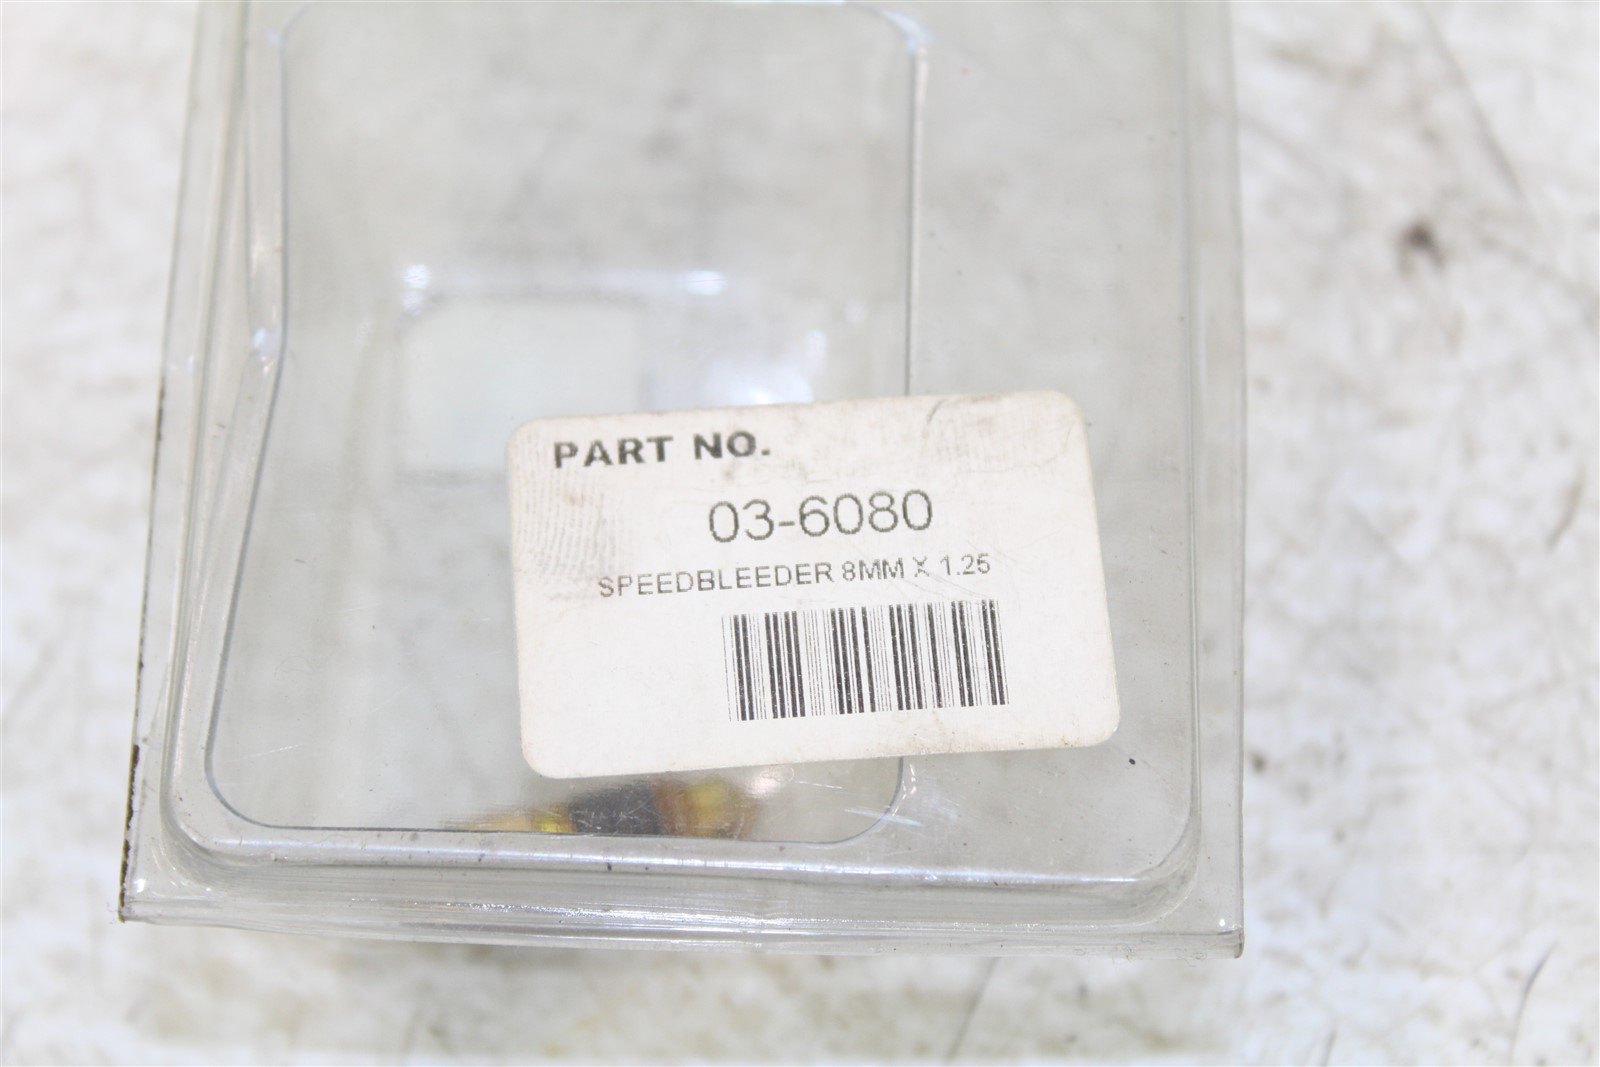 PART NO.
03-6080
SPEEDBLEEDER 8MM X 1.25